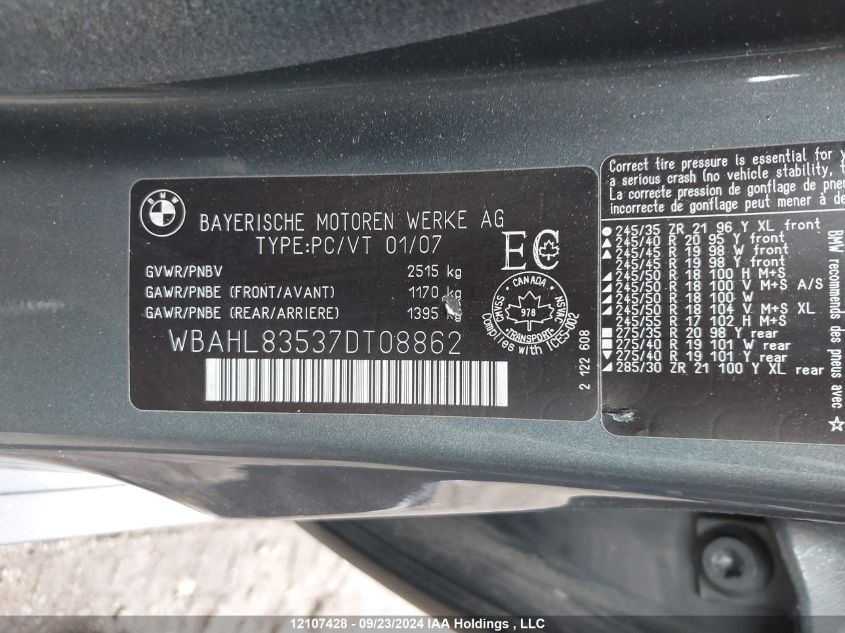 BMW
BAYERISCHE MOTOREN WERKE AG
TYPE:PC/VT 01/07
GVWR/PNBV 2515 kg
GAWR/PNBE (FRONT/AVANT) 1170 kg
GAWR/PNBE (REAR/ARRIERE) 1395 kg
WBAHL83537DT08862
EC
CANADA
978
TRANSPORT
SMCSS NSVAC
Complies with ICES-002
2 122 608
Correct tire pressure is essential for
a serious crash (no vehicle stability,
La correcte pression de gonflage de
incorrecte de gonflage peut mener à
245/35 ZR 21 96 Y XL front
245/40 R 20 95 Y front
245/45 R 19 98 W front
245/45 R 19 98 Y front
245/50 R 18 100 H M+S
245/50 R 18 100 V M+S A/S
245/50 R 18 100 W
245/50 R 18 104 V M+S XL
245/55 R 17 102 H M+S
275/35 R 20 98 Y rear
275/40 R 19 101 W rear
275/40 R 19 101 Y rear
285/30 ZR 21 100 Y XL rear
BMW recommends
des pneus avec
12107428 - 09/23/2024 IAA Holdings , LLC